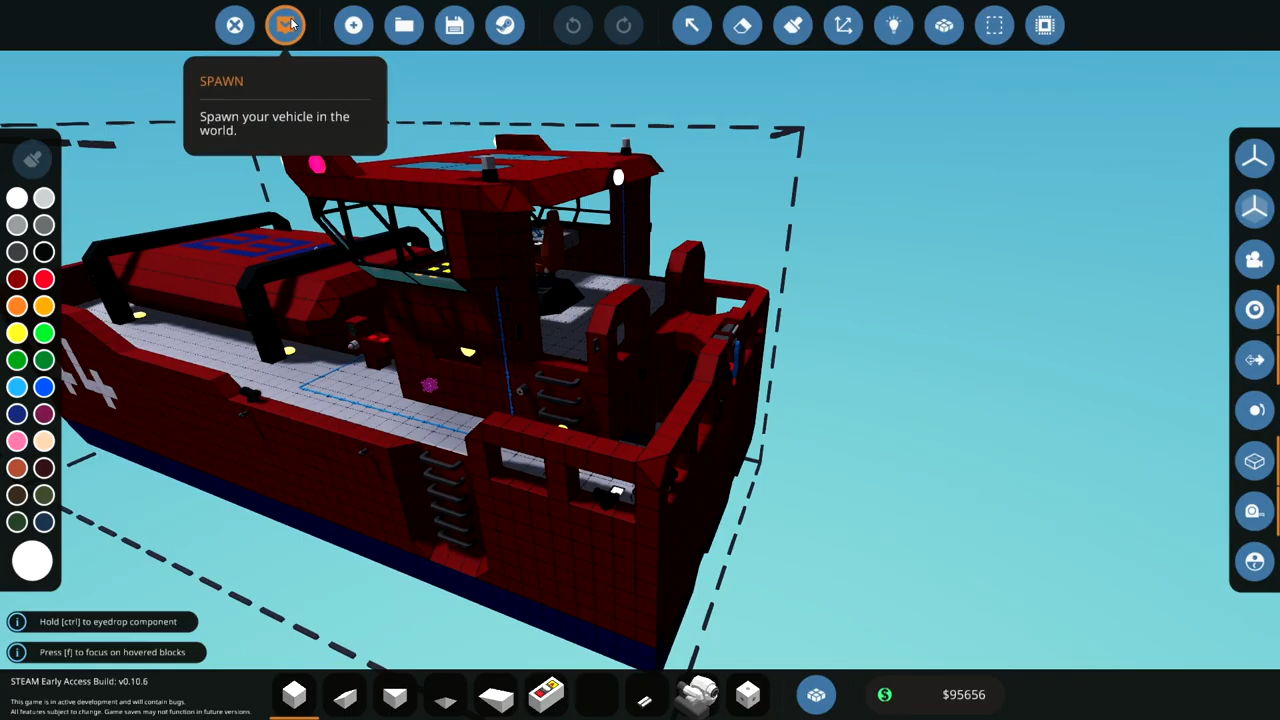 SPAWN
Spawn your vehicle in the
world.
Hold [ctrl] to eyedrop component
Press [f] to focus on hovered blocks
STEAM Early Access Build: v0.10.6
This game is in active development and will contain bugs.
All features subject to change. Game saves may not function in future versions.
$95656